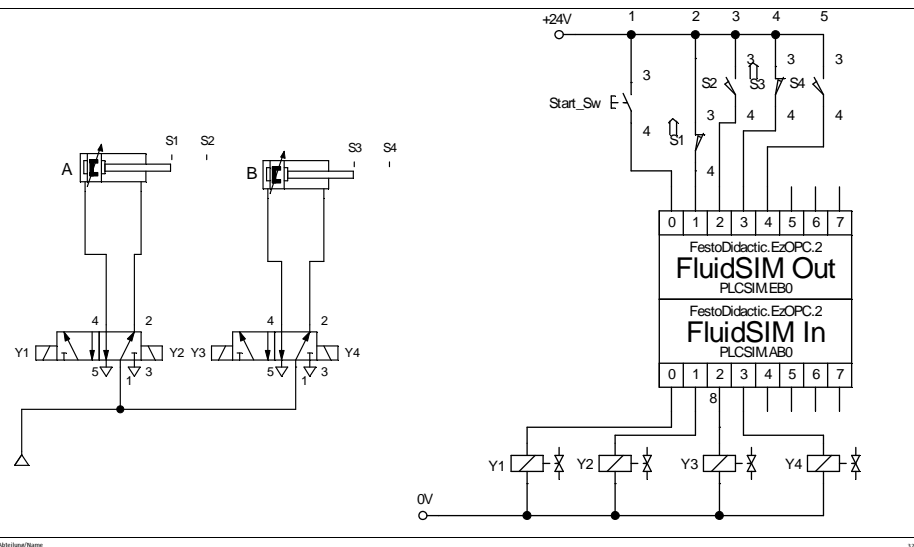 +24V 1 2 3 4 5
3 3 3 3
S2 S3 S4
Start_Sw
3
4 4 4 4
S1
4
S1 S2
S3 S4
A
B
0 1 2 3 4 5 6 7
FestoDidactic.EzOPC.2
FluidSIM Out
PLCSIM.EB0
FestoDidactic.EzOPC.2
FluidSIM In
PLCSIM.AB0
0 1 2 3 4 5 6 7
8
4 2 4 2
Y1 Y2 Y3 Y4
5 1 3 5 1 3
Y1 Y2 Y3 Y4
0V
Abteilung/Name